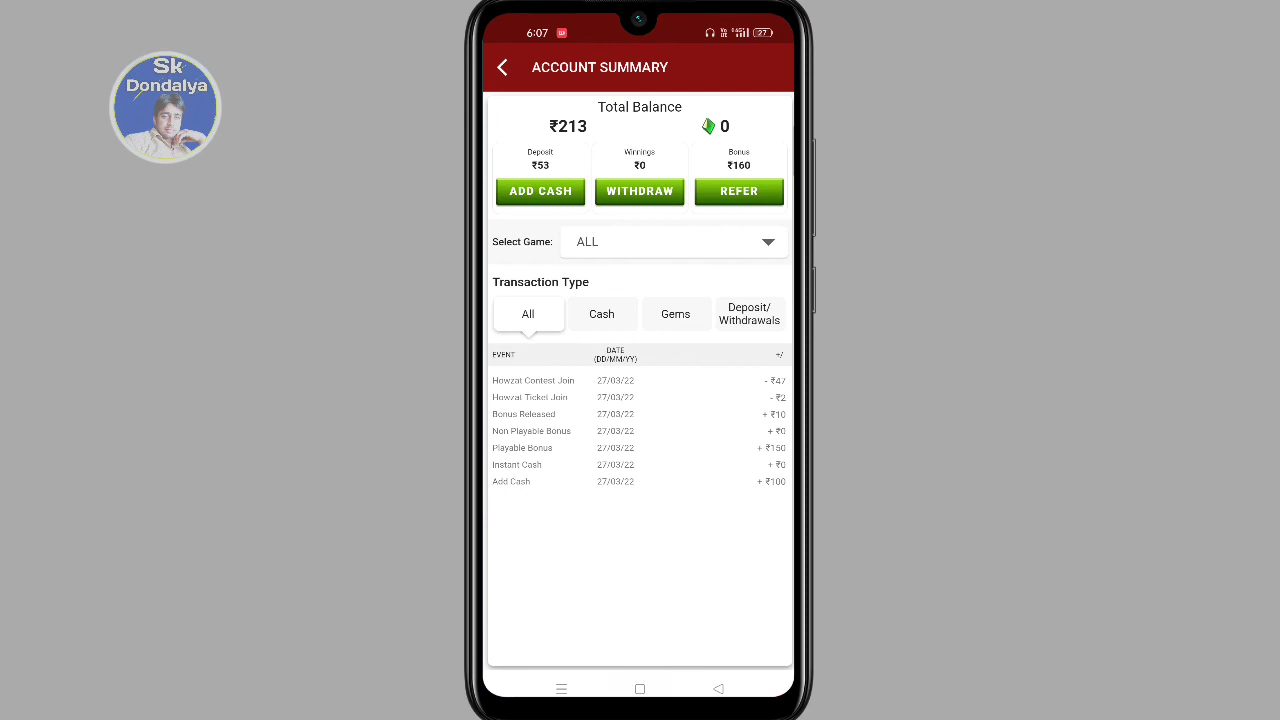 Sk
Dondalya
6:07
27
ACCOUNT SUMMARY
Total Balance
₹213
0
Deposit
Winnings
Bonus
₹53
₹0
₹160
ADD CASH
WITHDRAW
REFER
Select Game:
ALL
Transaction Type
All
Cash
Gems
Deposit/
Withdrawals
EVENT
DATE
(DD/MM/YY)
+/
Howzat Contest Join 27/03/22 - ₹47
Howzat Ticket Join 27/03/22 - ₹2
Bonus Released 27/03/22 + ₹10
Non Playable Bonus 27/03/22 + ₹0
Playable Bonus 27/03/22 + ₹150
Instant Cash 27/03/22 + ₹0
Add Cash 27/03/22 + ₹100